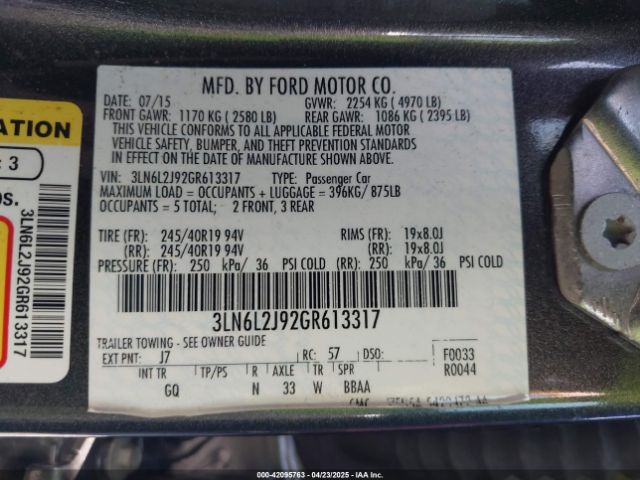 MFD. BY FORD MOTOR CO.
DATE: 07/15 GVWR: 2254 KG ( 4970 LB)
FRONT GAWR: 1170 KG ( 2580 LB) REAR GAWR: 1086 KG ( 2395 LB)
THIS VEHICLE CONFORMS TO ALL APPLICABLE FEDERAL MOTOR
VEHICLE SAFETY, BUMPER, AND THEFT PREVENTION STANDARDS
IN EFFECT ON THE DATE OF MANUFACTURE SHOWN ABOVE.
VIN: 3LN6L2J92GR613317 TYPE: Passenger Car
MAXIMUM LOAD = OCCUPANTS + LUGGAGE = 396KG/ 875LB
OCCUPANTS = 5 TOTAL; 2 FRONT, 3 REAR
TIRE (FR): 245/40R19 94V RIMS (FR): 19x8.0J
(RR): 245/40R19 94V (RR): 19x8.0J
PRESSURE (FR): 250 kPa/ 36 PSI COLD (RR): 250 kPa/ 36 PSI COLD
3LN6L2J92GR613317
TRAILER TOWING - SEE OWNER GUIDE
EXT PNT: J7 RC: 57 DSO: F0033
R0044
INT TR TP/PS R AXLE TR SPR
GQ N 33 W BBAA
ATION
: 3
OS.
3LN6L2J92GR613317
000-42095763 - 04/23/2025 - IAA, Inc.